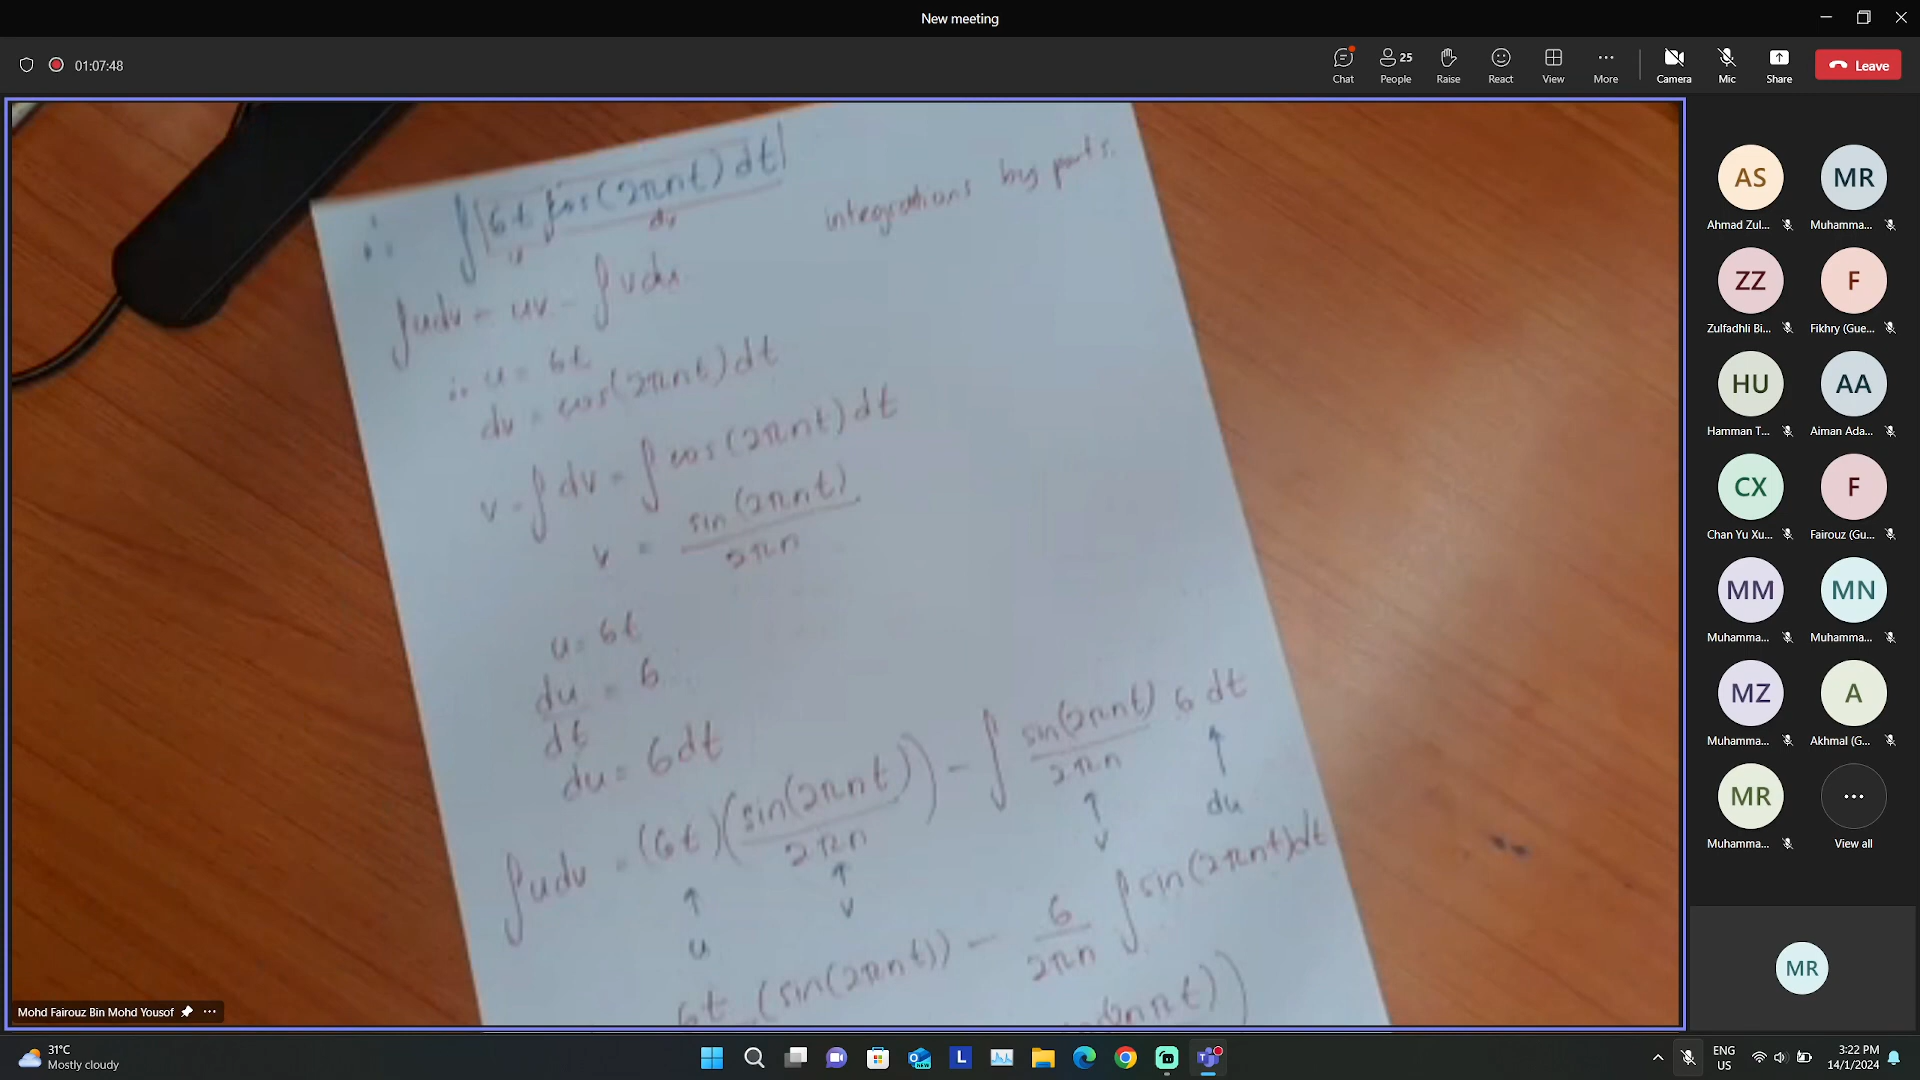 New meeting
01:07:48
Chat
25
People
Raise
React
View
More
Camera
Mic
Share
Leave
∴ ∫ 6t cos(2πnt) dt
u dv
integrations by parts.
∫udv = uv - ∫vdu
∴ u = 6t
dv = cos(2πnt)dt
v = ∫dv = ∫cos(2πnt)dt
v = sin(2πnt)
2πn
u = 6t
du = 6
dt
du = 6dt
∫udv = (6t)(sin(2πnt)) - ∫ sin(2πnt) 6 dt
2πn 2πn
↑ ↑ ↑ ↑
u v v du
6t (sin(2πnt)) - 6 ∫sin(2πnt)dt
2πn
Mohd Fairouz Bin Mohd Yousof
AS
Ahmad Zul...
MR
Muhamma...
ZZ
Zulfadhli Bi...
F
Fikhry (Gue...
HU
Hamman T...
AA
Aiman Ada...
CX
Chan Yu Xu...
F
Fairouz (Gu...
MM
Muhamma...
MN
Muhamma...
MZ
Muhamma...
A
Akhmal (G...
MR
Muhamma...
View all
MR
31°C
Mostly cloudy
NEW
L
ENG
US
3:22 PM
14/1/2024